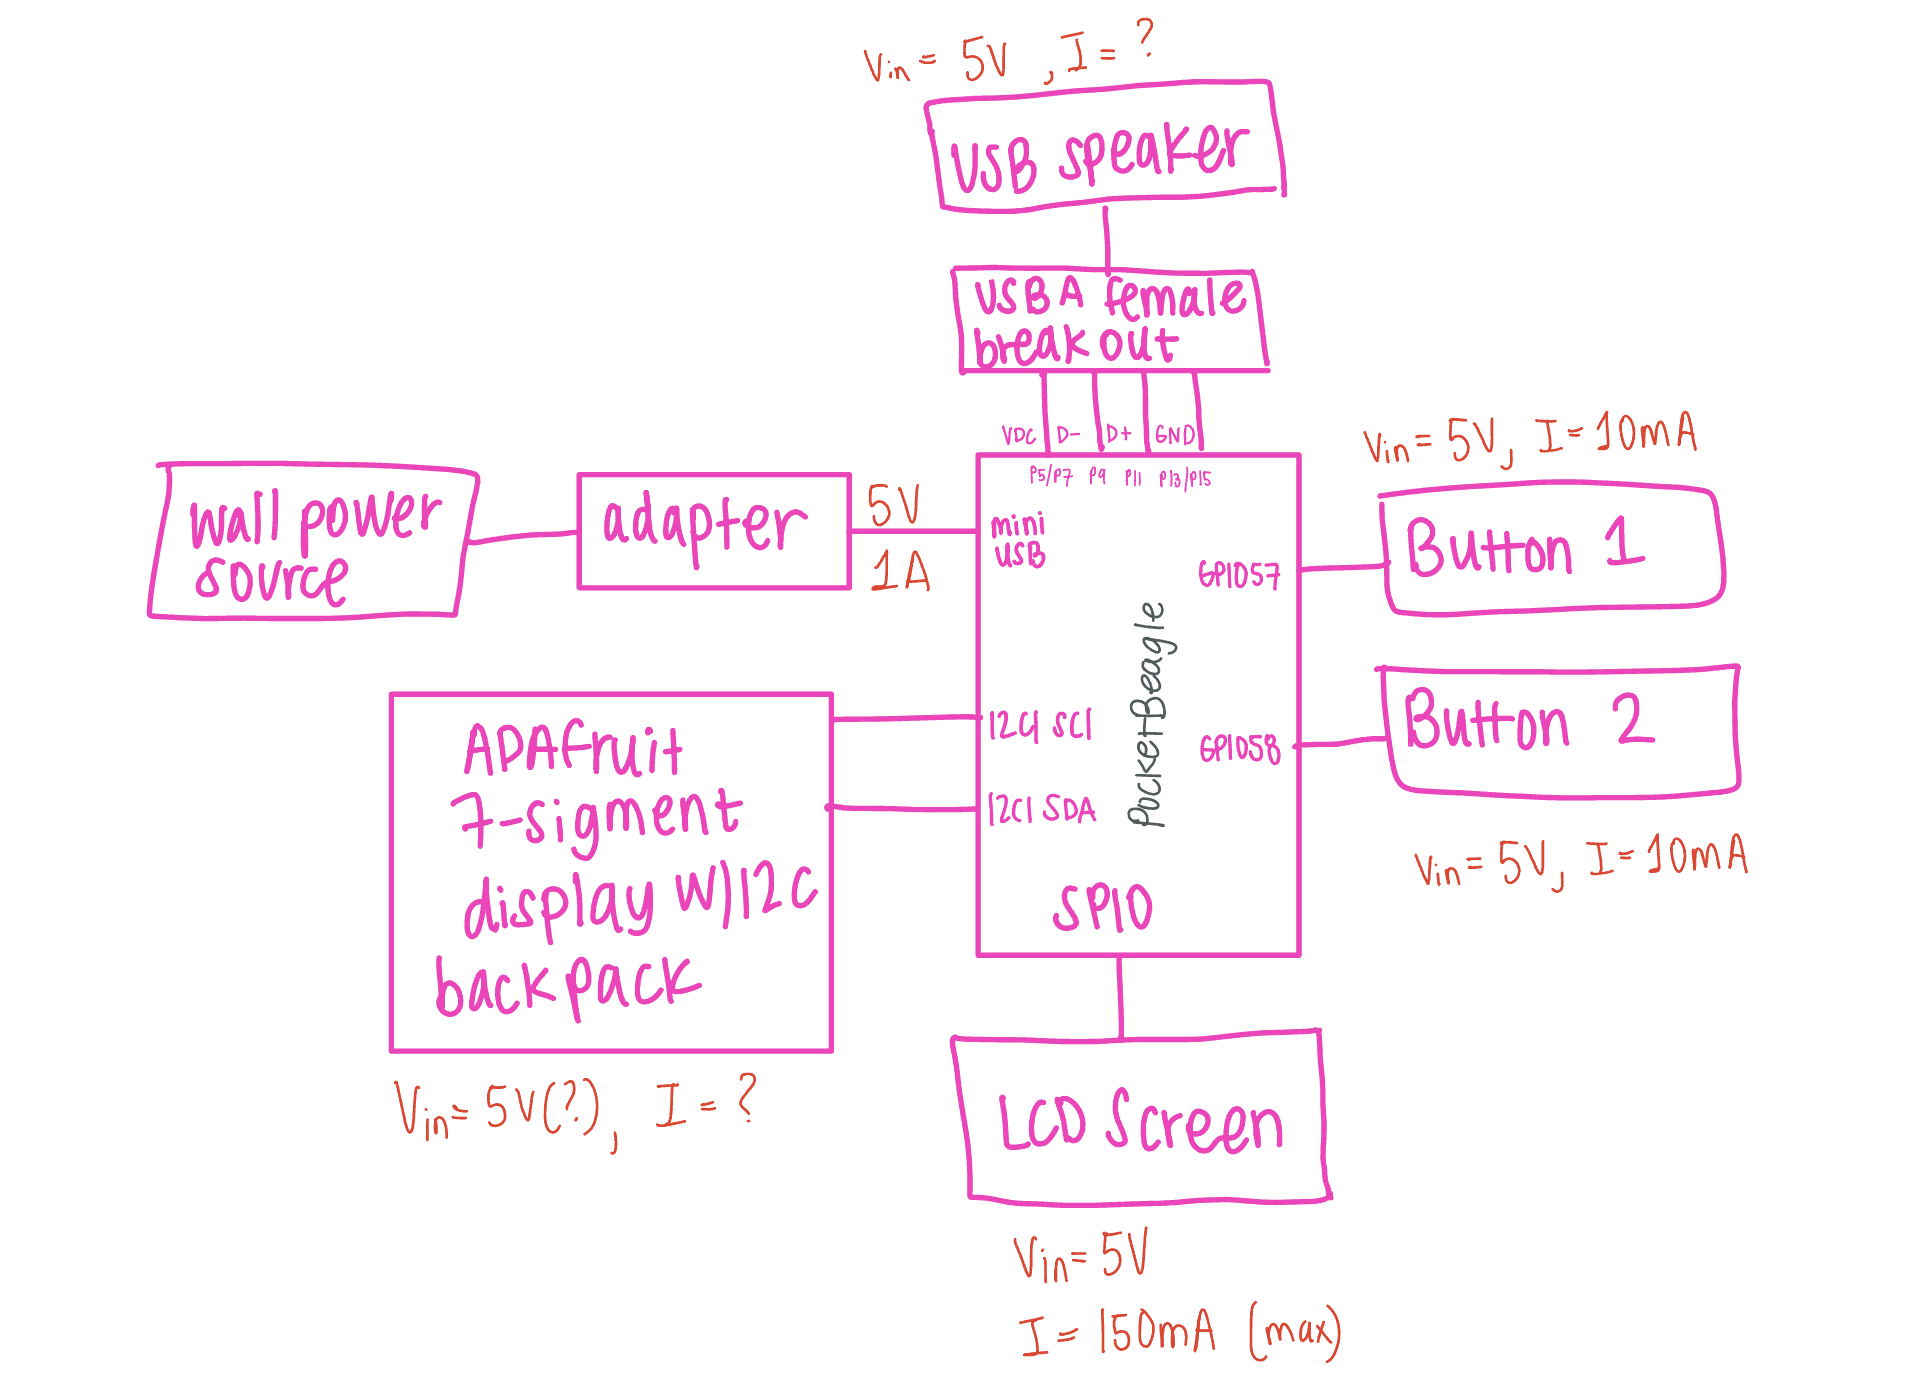 Vin = 5V , I = ?
USB speaker
USB A female
breakout
VDC D- D+ GND
P5/P7 P9 P11 P13/P15
wall power
source
adapter
5V
1A
mini
USB
GPIO57
Vin = 5V, I = 10mA
Button 1
PocketBeagle
I2C1 SCl
I2C1 SDA
GPIO58
Button 2
Vin = 5V, I = 10mA
SPI0
ADAfruit
7-sigment
display W/I2C
backpack
Vin = 5V(?), I = ?
LCD Screen
Vin = 5V
I = 150mA (max)